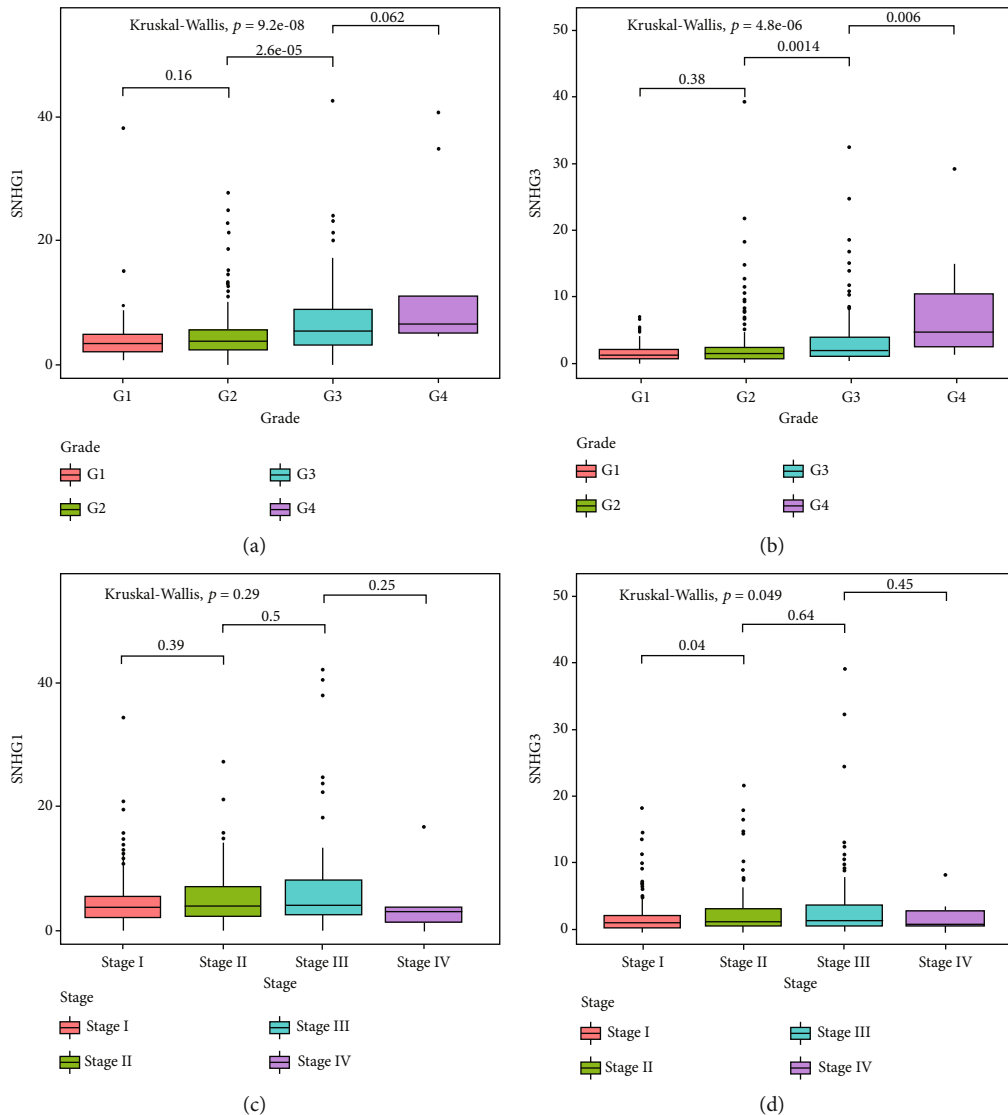 Kruskal-Wallis, p = 9.2e-08
0.062
2.6e-05
0.16
40
20
0
SNHG1
G1 G2 G3 G4
Grade
Grade
G1 G3
G2 G4
(a)
50
Kruskal-Wallis, p = 4.8e-06
0.006
0.0014
0.38
40
30
20
10
0
SNHG3
G1 G2 G3 G4
Grade
Grade
G1 G3
G2 G4
(b)
Kruskal-Wallis, p = 0.29
0.25
0.5
0.39
40
20
0
SNHG1
Stage I Stage II Stage III Stage IV
Stage
Stage
Stage I Stage III
Stage II Stage IV
(c)
50
Kruskal-Wallis, p = 0.049
0.45
0.64
0.04
40
30
20
10
0
SNHG3
Stage I Stage II Stage III Stage IV
Stage
Stage
Stage I Stage III
Stage II Stage IV
(d)